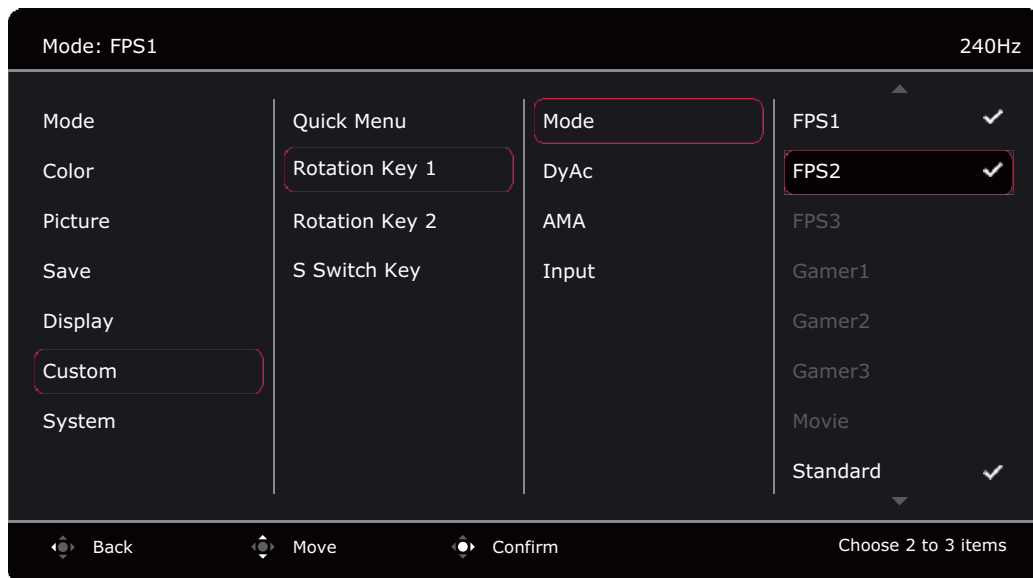 Mode: FPS1
240Hz
Mode
Color
Picture
Save
Display
Custom
System
Quick Menu
Rotation Key 1
Rotation Key 2
S Switch Key
Mode
DyAc
AMA
Input
FPS1
FPS2
FPS3
Gamer1
Gamer2
Gamer3
Movie
Standard
Back
Move
Confirm
Choose 2 to 3 items